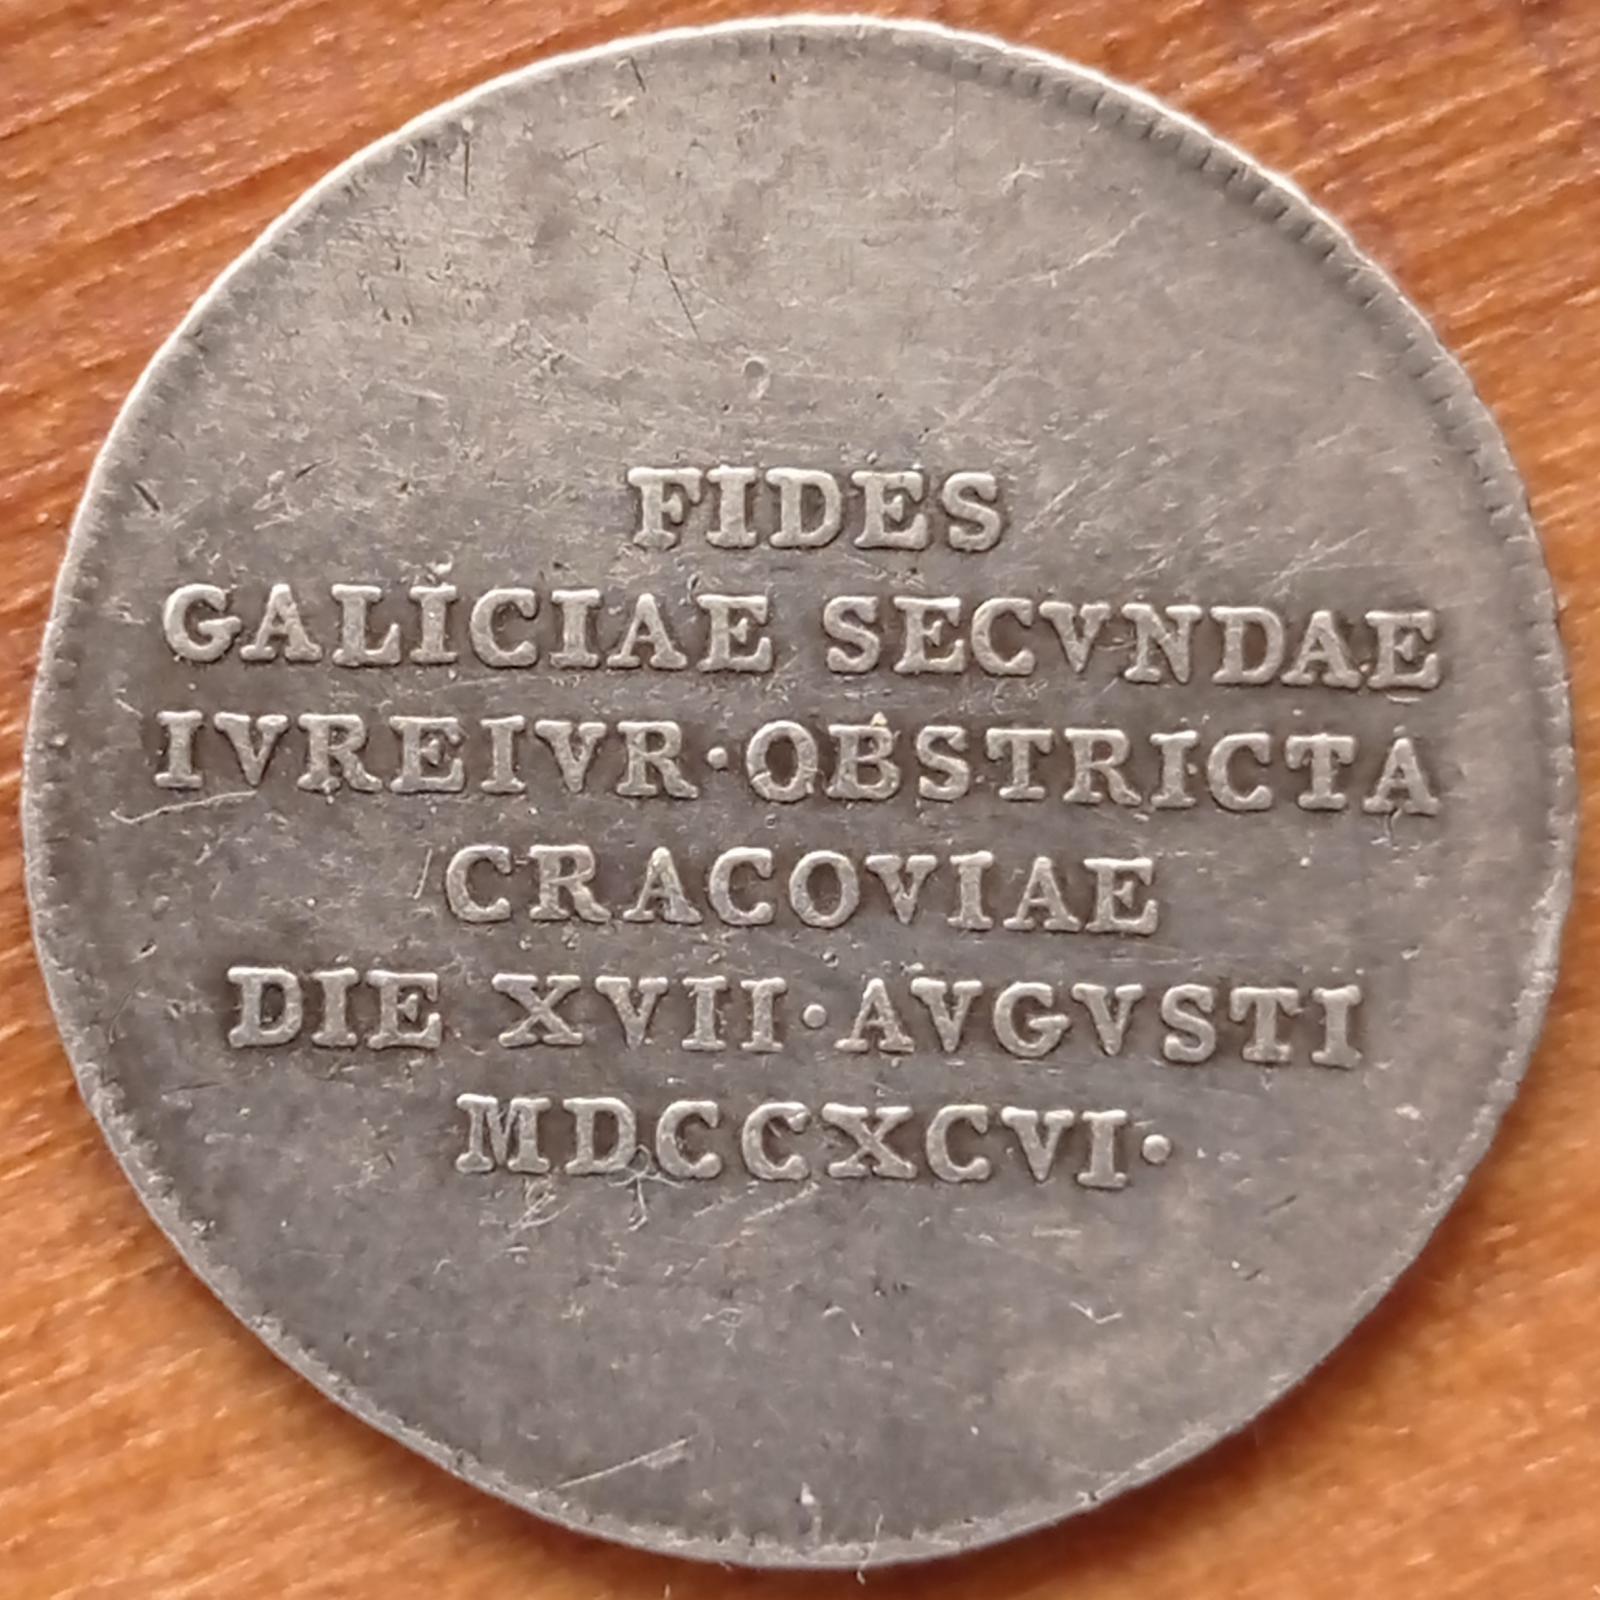 FIDES
GALICIAE SECVNDAE
IVREIVR·OBSTRICTA
CRACOVIAE
DIE XVII·AVGVSTI
MDCCXCVI·